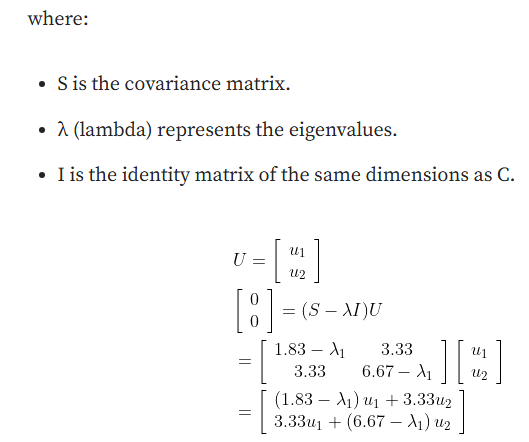 where:
• S is the covariance matrix.
• λ (lambda) represents the eigenvalues.
• I is the identity matrix of the same dimensions as C.
U = [ u₁ ; u₂ ]
[ 0 ; 0 ] = (S − λI)U
= [ 1.83 − λ₁  3.33 ; 3.33  6.67 − λ₁ ] [ u₁ ; u₂ ]
= [ (1.83 − λ₁) u₁ + 3.33u₂ ; 3.33u₁ + (6.67 − λ₁) u₂ ]